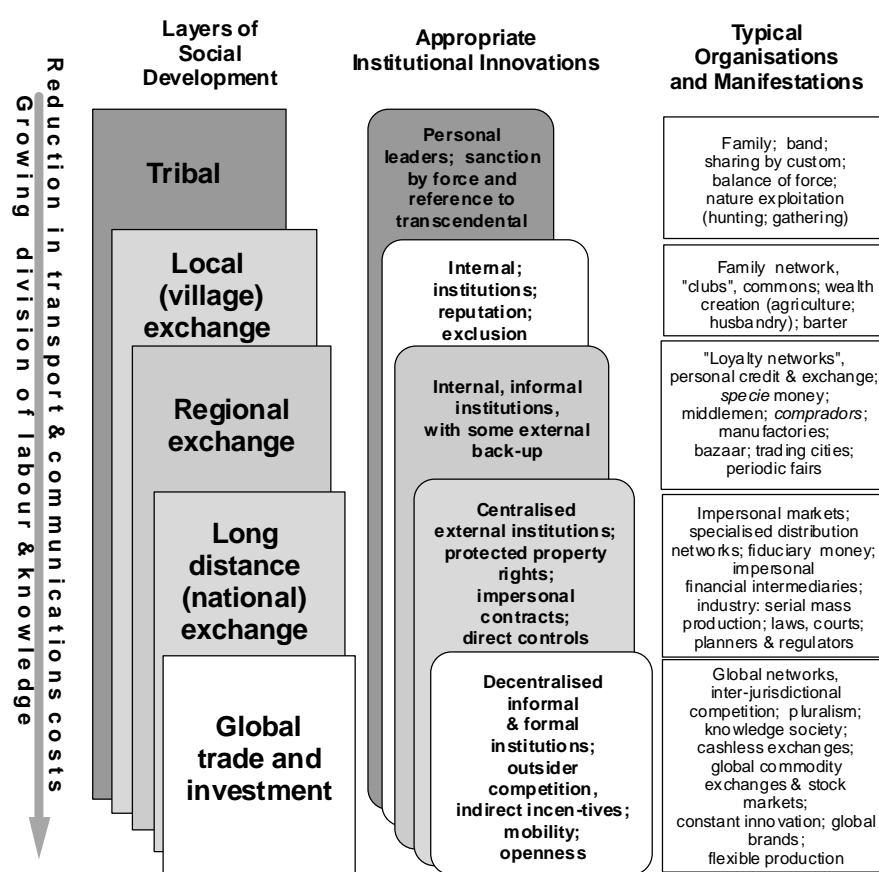 Layers of
Social
Development
Appropriate
Institutional Innovations
Typical
Organisations
and Manifestations
Reduction in transport & communications costs
Growing division of labour & knowledge
Tribal
Personal
leaders; sanction
by force and
reference to
transcendental
Family; band;
sharing by custom;
balance of force;
nature exploitation
(hunting; gathering)
Local
(village)
exchange
Internal;
institutions;
reputation;
exclusion
Family network,
"clubs", commons; wealth
creation (agriculture;
husbandry); barter
Regional
exchange
Internal, informal
institutions,
with some external
back-up
"Loyalty networks",
personal credit & exchange;
specie money;
middlemen; compradors;
manufactories;
bazaar; trading cities;
periodic fairs
Long
distance
(national)
exchange
Centralised
external institutions;
protected property
rights;
impersonal
contracts;
direct controls
Impersonal markets;
specialised distribution
networks; fiduciary money;
impersonal
financial intermediaries;
industry: serial mass
production; laws, courts;
planners & regulators
Global
trade and
investment
Decentralised
informal
& formal
institutions;
outsider
competition,
indirect incen-tives;
mobility;
openness
Global networks,
inter-jurisdictional
competition; pluralism;
knowledge society;
cashless exchanges;
global commodity
exchanges & stock
markets;
constant innovation; global
brands;
flexible production